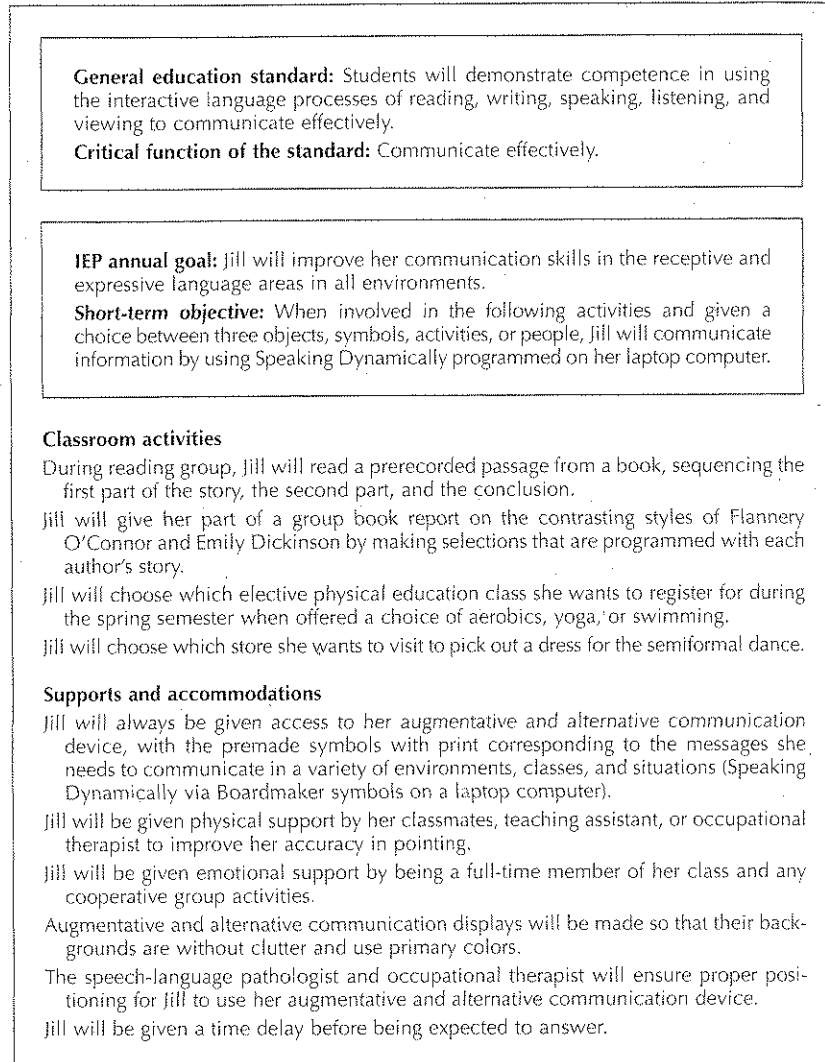 General education standard: Students will demonstrate competence in using
the interactive language processes of reading, writing, speaking, listening, and
viewing to communicate effectively.
Critical function of the standard: Communicate effectively.
IEP annual goal: Jill will improve her communication skills in the receptive and
expressive language areas in all environments.
Short-term objective: When involved in the following activities and given a
choice between three objects, symbols, activities, or people, Jill will communicate
information by using Speaking Dynamically programmed on her laptop computer.
Classroom activities
During reading group, Jill will read a prerecorded passage from a book, sequencing the
first part of the story, the second part, and the conclusion.
Jill will give her part of a group book report on the contrasting styles of Flannery
O'Connor and Emily Dickinson by making selections that are programmed with each
author's story.
Jill will choose which elective physical education class she wants to register for during
the spring semester when offered a choice of aerobics, yoga, or swimming.
Jill will choose which store she wants to visit to pick out a dress for the semiformal dance.
Supports and accommodations
Jill will always be given access to her augmentative and alternative communication
device, with the premade symbols with print corresponding to the messages she
needs to communicate in a variety of environments, classes, and situations (Speaking
Dynamically via Boardmaker symbols on a laptop computer).
Jill will be given physical support by her classmates, teaching assistant, or occupational
therapist to improve her accuracy in pointing.
Jill will be given emotional support by being a full-time member of her class and any
cooperative group activities.
Augmentative and alternative communication displays will be made so that their back-
grounds are without clutter and use primary colors.
The speech-language pathologist and occupational therapist will ensure proper posi-
tioning for Jill to use her augmentative and alternative communication device.
Jill will be given a time delay before being expected to answer.